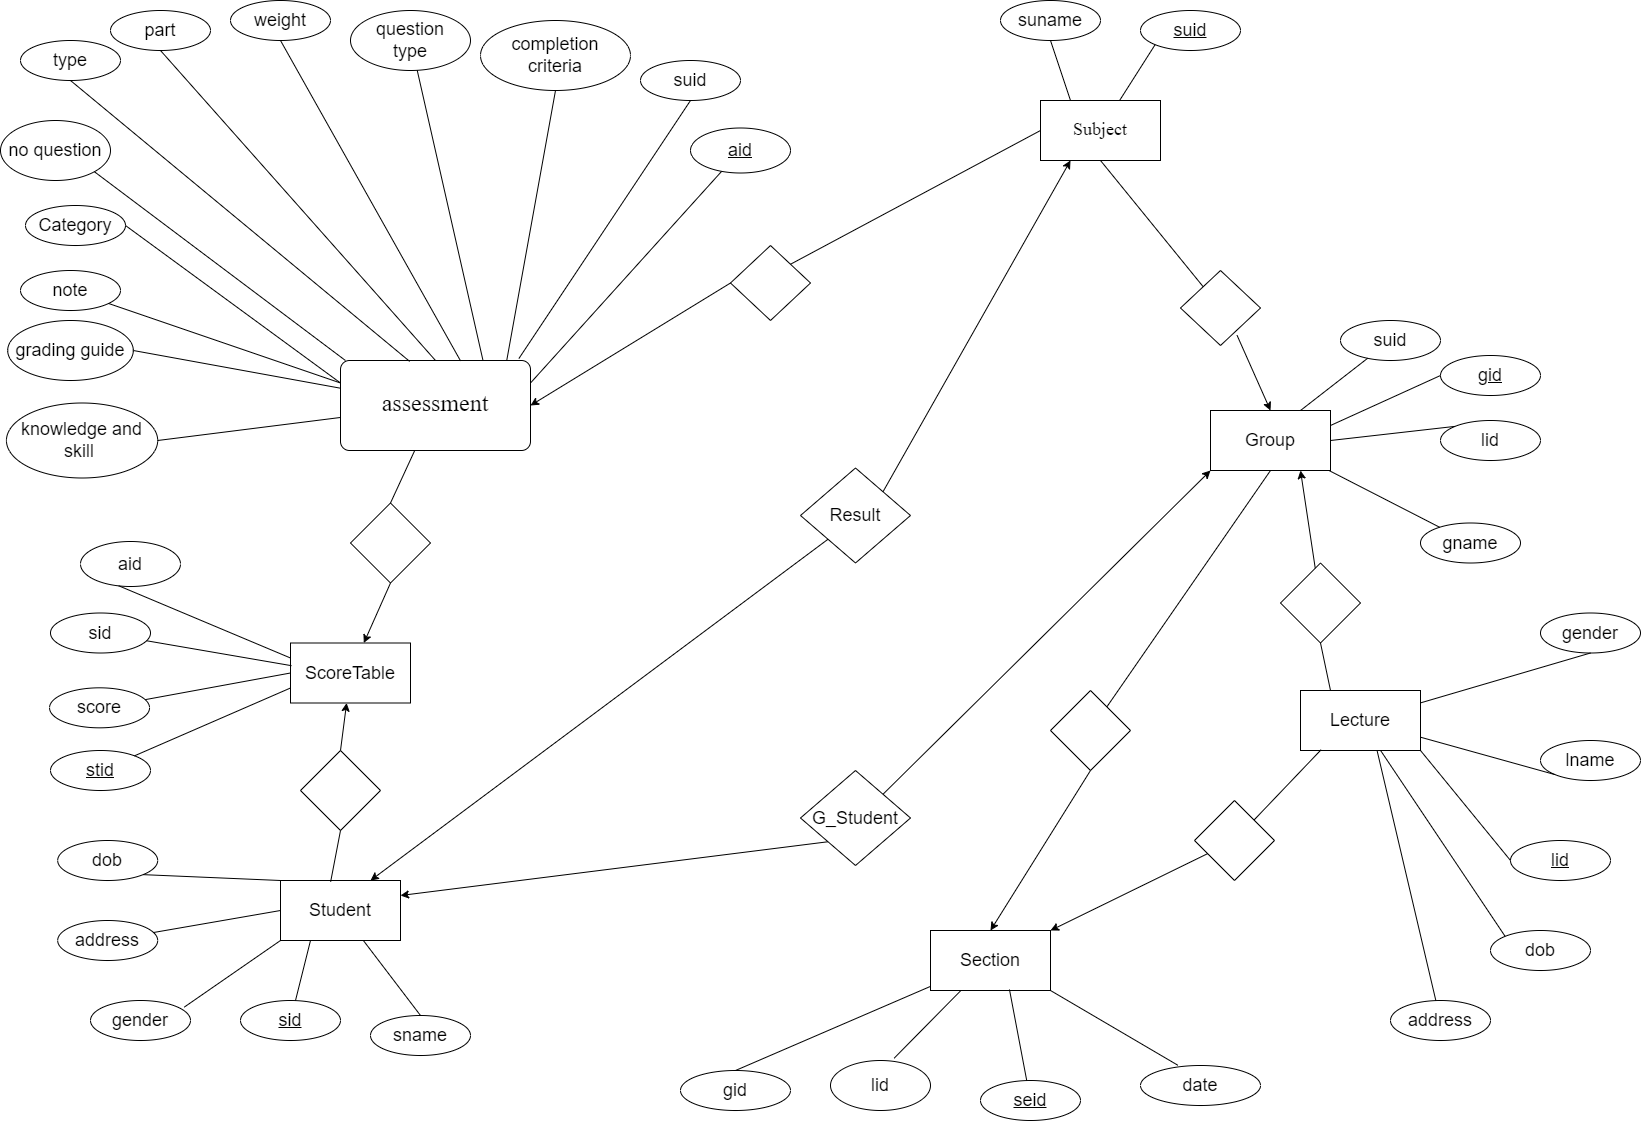 weight
suname
part
suid
question
type
completion
criteria
type
suid
Subject
no question
aid
Category
note
suid
grading guide
gid
assessment
knowledge and
skill
Group
lid
Result
gname
aid
sid
gender
ScoreTable
score
Lecture
stid
lname
G_Student
dob
lid
Student
address
dob
Section
gender
sid
sname
address
gid
lid
seid
date